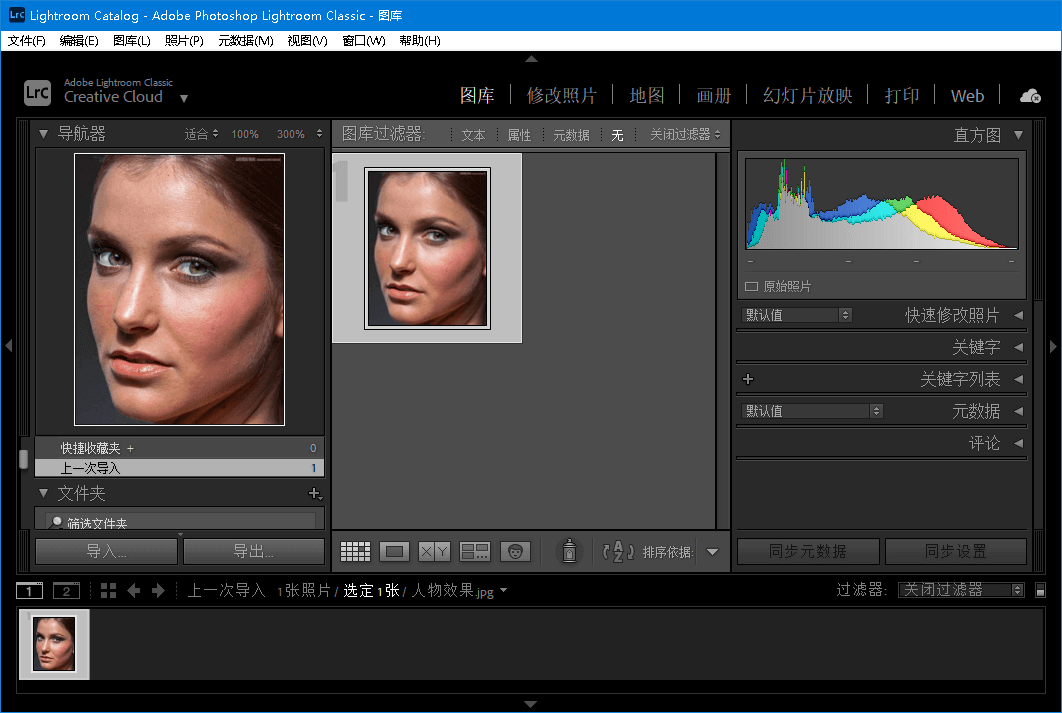 Lrc Lightroom Catalog - Adobe Photoshop Lightroom Classic - 图库
文件(F) 编辑(E) 图库(L) 照片(P) 元数据(M) 视图(V) 窗口(W) 帮助(H)
LrC
Adobe Lightroom Classic
Creative Cloud
图库 修改照片 地图 画册 幻灯片放映 打印 Web
导航器 适合 100% 300%
图库过滤器: 文本 属性 元数据 无 关闭过滤器
直方图
1
原始照片
默认值 快速修改照片
关键字
+ 关键字列表
默认值 元数据
评论
快捷收藏夹 + 0
上一次导入 1
文件夹 +
筛选文件夹
导入... 导出...
XY
AZ 排序依据:
同步元数据 同步设置
1 2 上一次导入 1张照片/ 选定 1张/ 人物效果.jpg
过滤器: 关闭过滤器